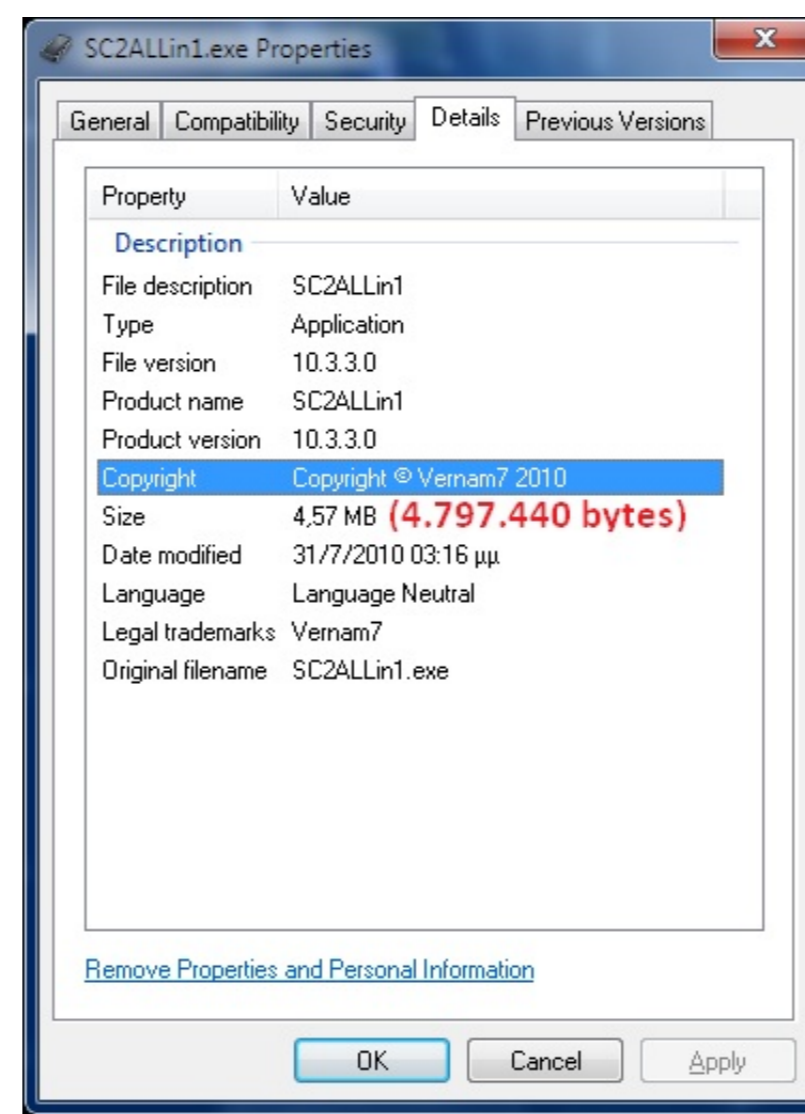 SC2ALLin1.exe Properties
x
General Compatibility Security Details Previous Versions
Property Value
Description
File description SC2ALLin1
Type Application
File version 10.3.3.0
Product name SC2ALLin1
Product version 10.3.3.0
Copyright Copyright © Vernam7 2010
Size 4,57 MB (4.797.440 bytes)
Date modified 31/7/2010 03:16 μμ
Language Language Neutral
Legal trademarks Vernam7
Original filename SC2ALLin1.exe
Remove Properties and Personal Information
OK Cancel Apply